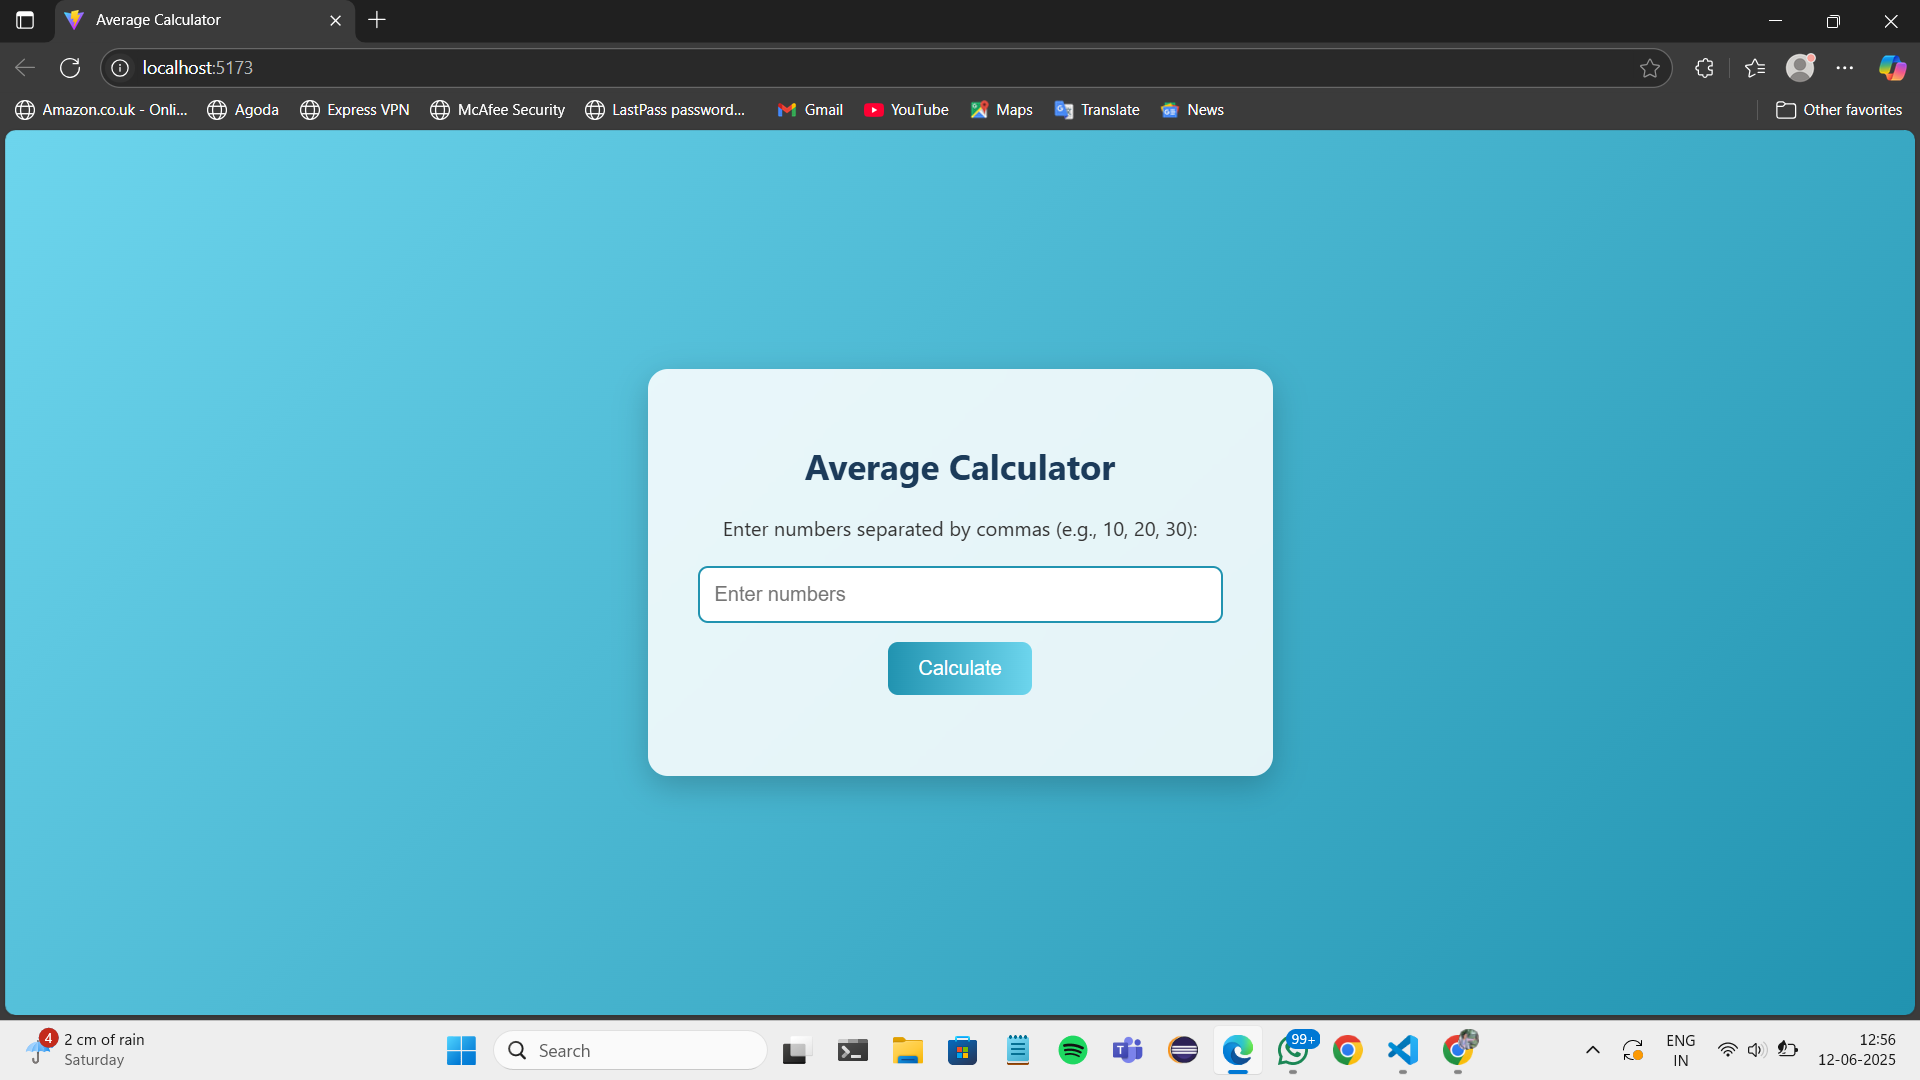 Average Calculator
localhost:5173
Amazon.co.uk - Onli...
Agoda
Express VPN
McAfee Security
LastPass password...
Gmail
YouTube
Maps
Translate
News
Other favorites
Average Calculator
Enter numbers separated by commas (e.g., 10, 20, 30):
Enter numbers
Calculate
4
2 cm of rain
Saturday
Search
99+
ENG
IN
12:56
12-06-2025